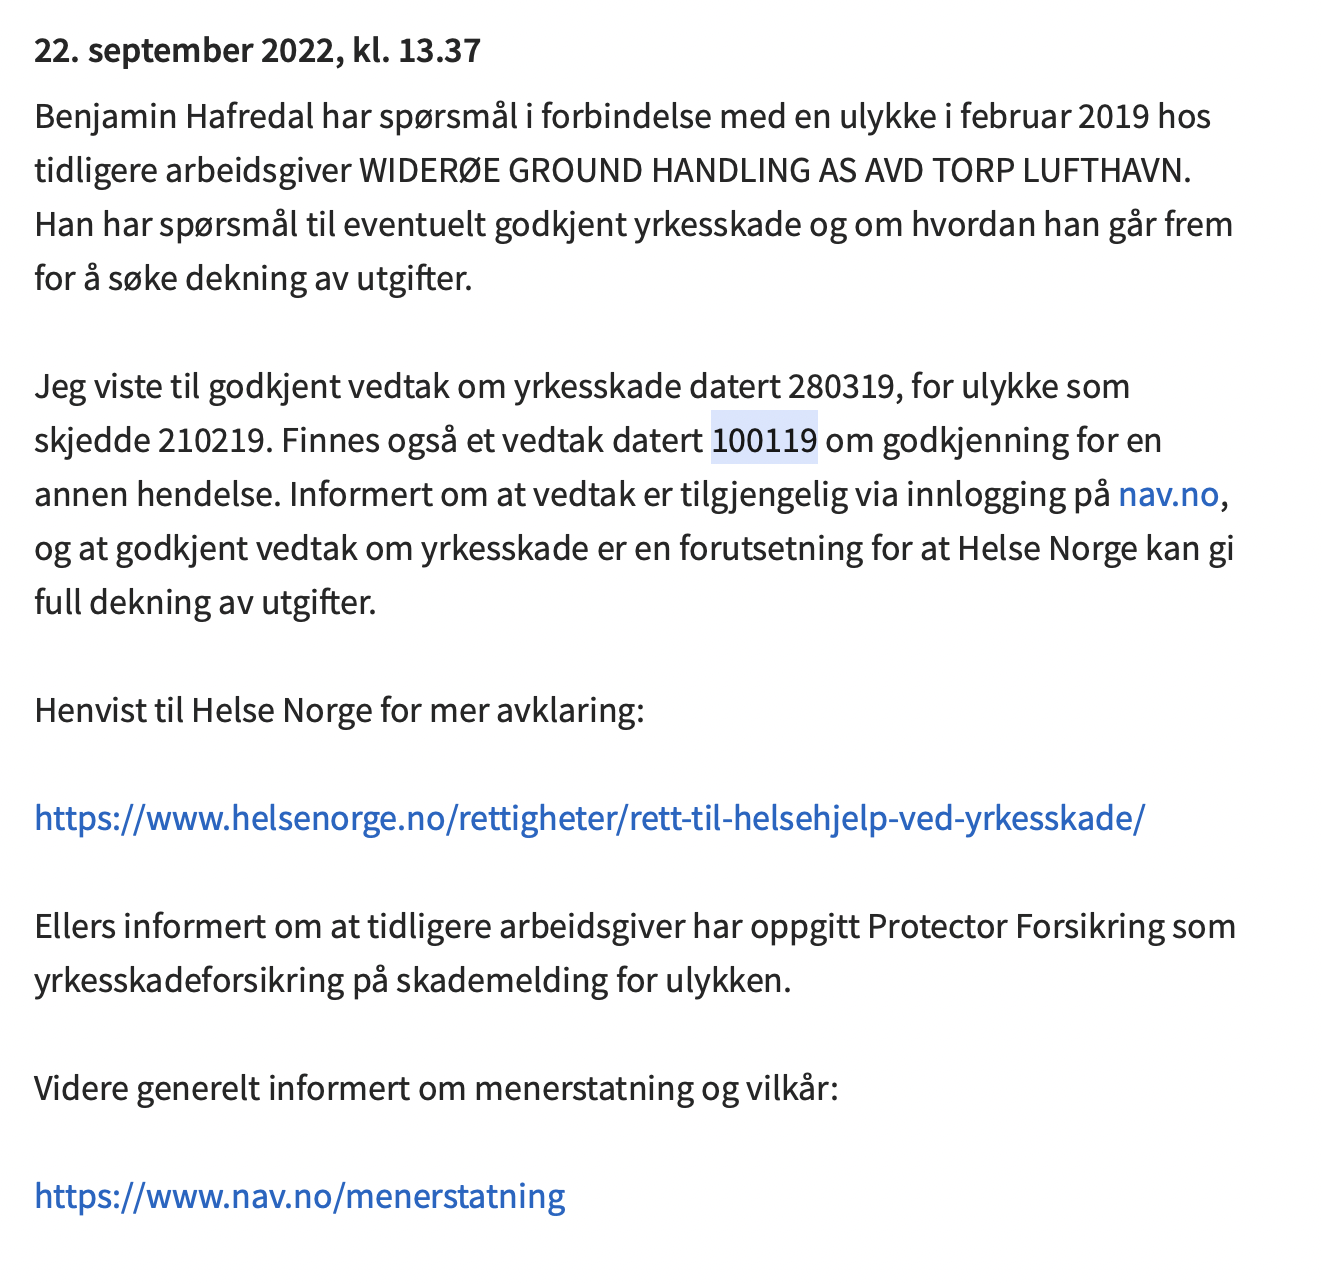 22. september 2022, kl. 13.37
Benjamin Hafredal har spørsmål i forbindelse med en ulykke i februar 2019 hos
tidligere arbeidsgiver WIDERØE GROUND HANDLING AS AVD TORP LUFTHAVN.
Han har spørsmål til eventuelt godkjent yrkesskade og om hvordan han går frem
for å søke dekning av utgifter.
Jeg viste til godkjent vedtak om yrkesskade datert 280319, for ulykke som
skjedde 210219. Finnes også et vedtak datert 100119 om godkjenning for en
annen hendelse. Informert om at vedtak er tilgjengelig via innlogging på nav.no,
og at godkjent vedtak om yrkesskade er en forutsetning for at Helse Norge kan gi
full dekning av utgifter.
Henvist til Helse Norge for mer avklaring:
https://www.helsenorge.no/rettigheter/rett-til-helsehjelp-ved-yrkesskade/
Ellers informert om at tidligere arbeidsgiver har oppgitt Protector Forsikring som
yrkesskadeforsikring på skademelding for ulykken.
Videre generelt informert om menerstatning og vilkår:
https://www.nav.no/menerstatning